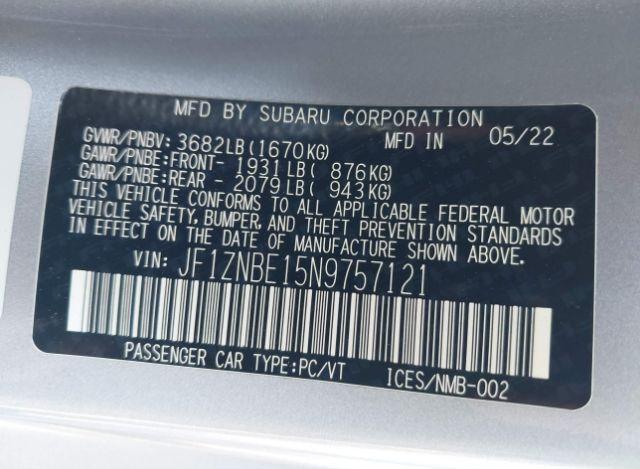 MFD BY SUBARU CORPORATION
GVWR/PNBV: 3682LB(1670KG) MFD IN 05/22
GAWR/PNBE:FRONT- 1931LB( 876KG)
GAWR/PNBE:REAR - 2079LB( 943KG)
THIS VEHICLE CONFORMS TO ALL APPLICABLE FEDERAL MOTOR
VEHICLE SAFETY, BUMPER, AND THEFT PREVENTION STANDARDS
IN EFFECT ON THE DATE OF MANUFACTURE SHOWN ABOVE.
VIN: JF1ZNBE15N9757121
PASSENGER CAR TYPE:PC/VT ICES/NMB-002